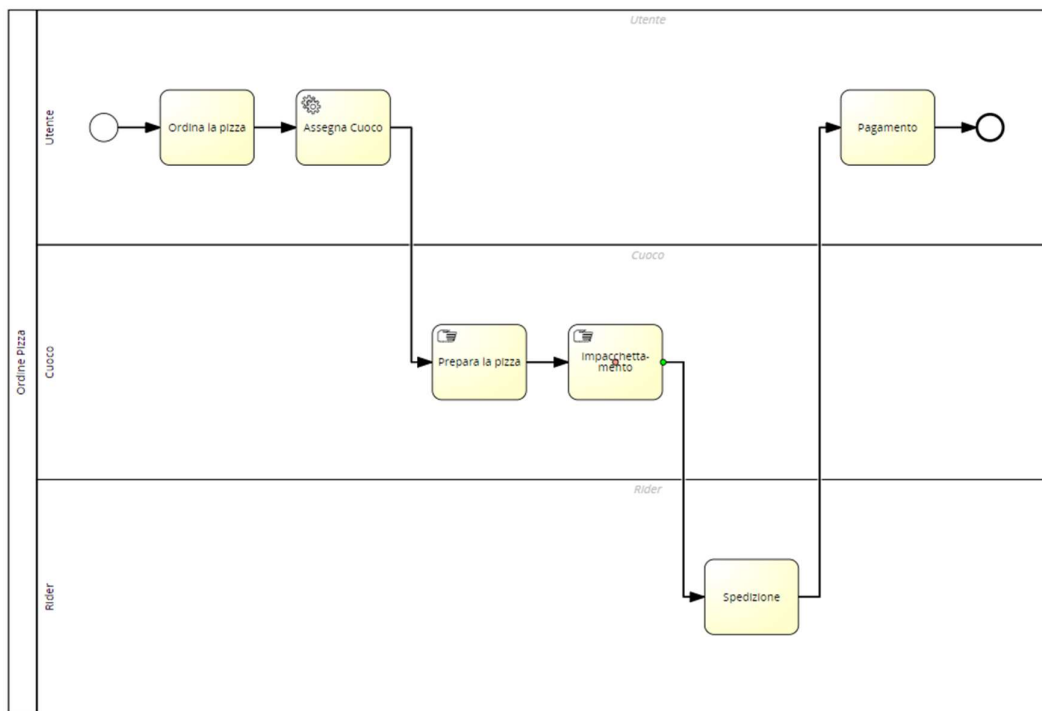 Ordine Pizza
Utente
Utente
Ordina la pizza
Assegna Cuoco
Pagamento
Cuoco
Cuoco
Prepara la pizza
Impacchetta-
mento
Rider
Rider
Spedizione